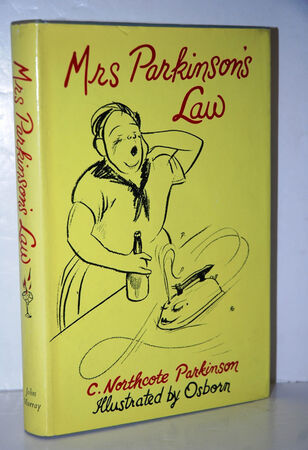 Mrs Parkinson's
Law
C. Northcote Parkinson
Illustrated by Osborn
Mrs Parkinson's Law
John
Murray